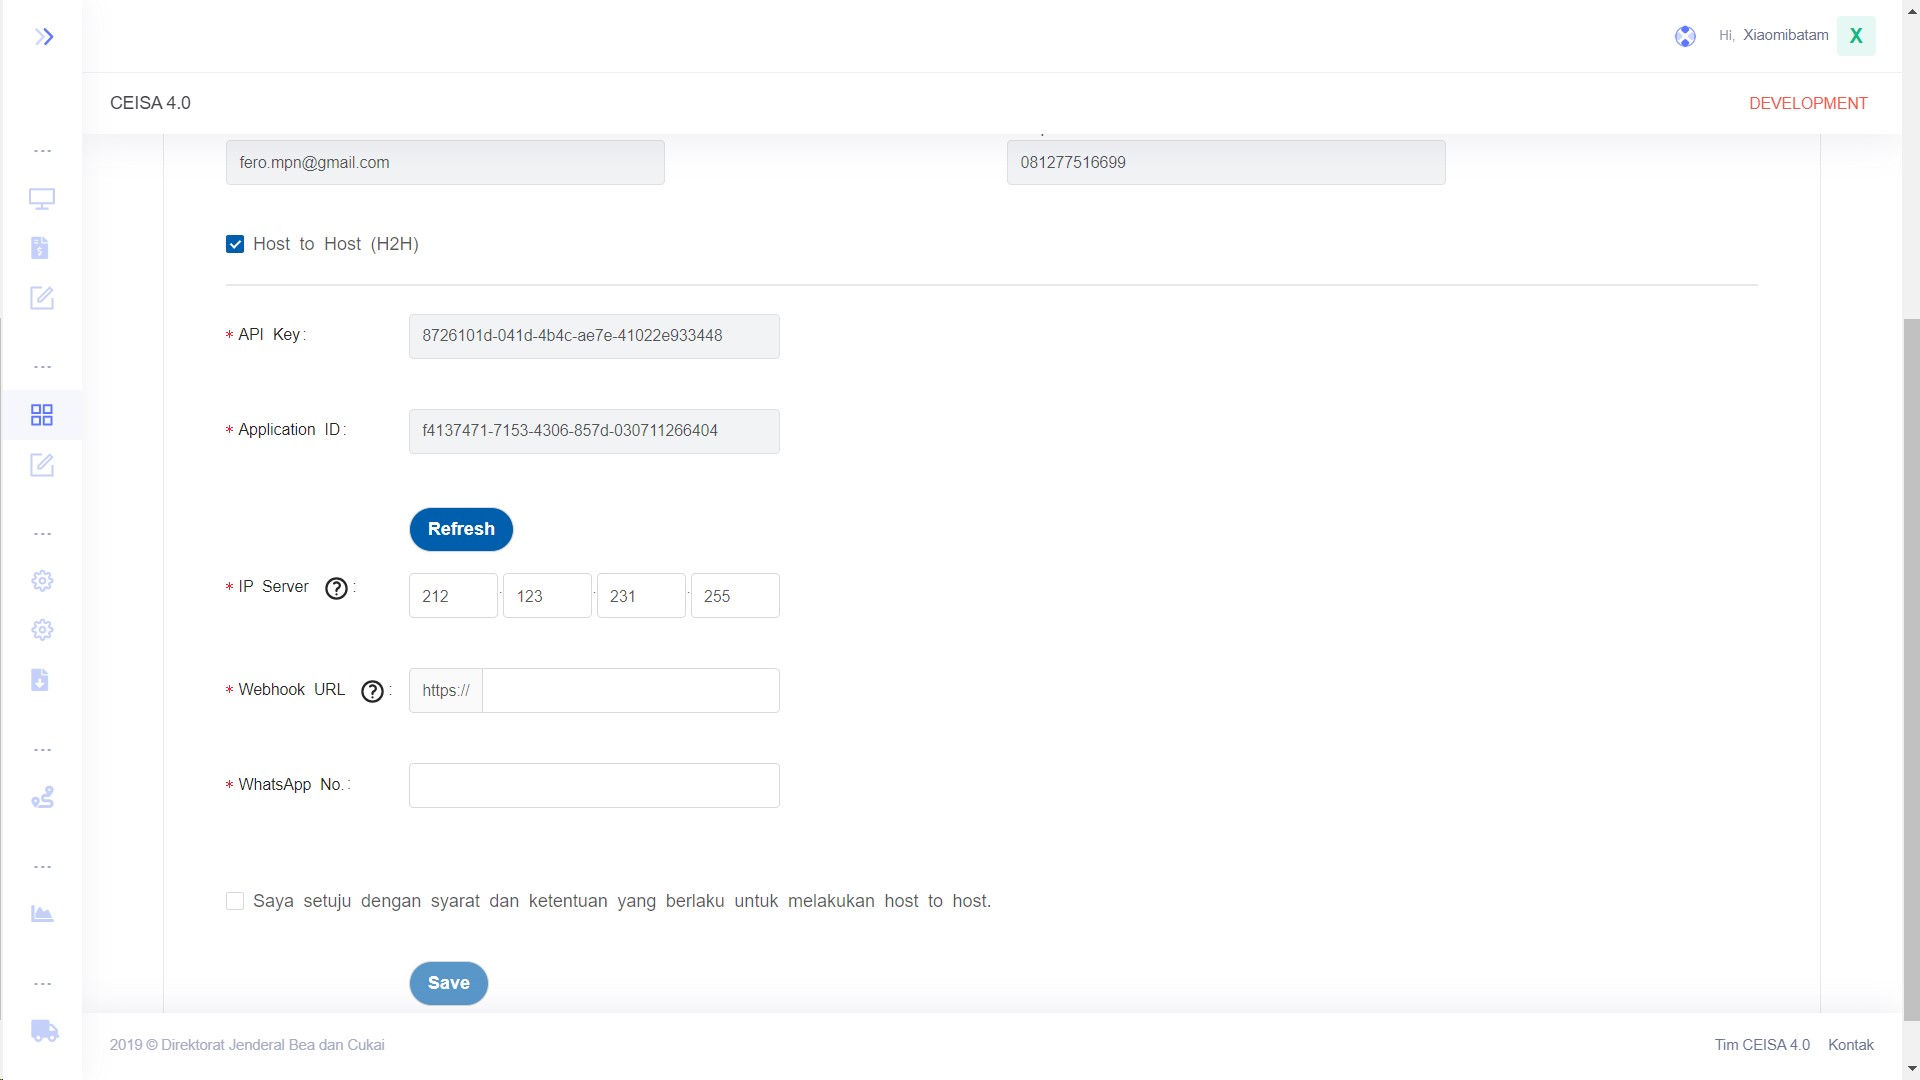 Hi, Xiaomibatam X
CEISA 4.0
DEVELOPMENT
fero.mpn@gmail.com
081277516699
Host to Host (H2H)
* API Key:
8726101d-041d-4b4c-ae7e-41022e933448
* Application ID:
f4137471-7153-4306-857d-030711266404
Refresh
* IP Server ? :
212 . 123 . 231 . 255
* Webhook URL ? :
https://
* WhatsApp No.:
Saya setuju dengan syarat dan ketentuan yang berlaku untuk melakukan host to host.
Save
2019 © Direktorat Jenderal Bea dan Cukai
Tim CEISA 4.0 Kontak